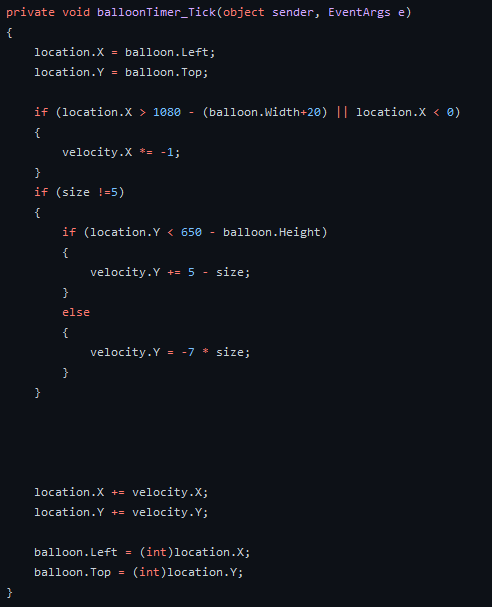 private void balloonTimer_Tick(object sender, EventArgs e)
{
    location.X = balloon.Left;
    location.Y = balloon.Top;

    if (location.X > 1080 - (balloon.Width+20) || location.X < 0)
    {
        velocity.X *= -1;
    }
    if (size !=5)
    {
        if (location.Y < 650 - balloon.Height)
        {
            velocity.Y += 5 - size;
        }
        else
        {
            velocity.Y = -7 * size;
        }
    }

    location.X += velocity.X;
    location.Y += velocity.Y;

    balloon.Left = (int)location.X;
    balloon.Top = (int)location.Y;
}